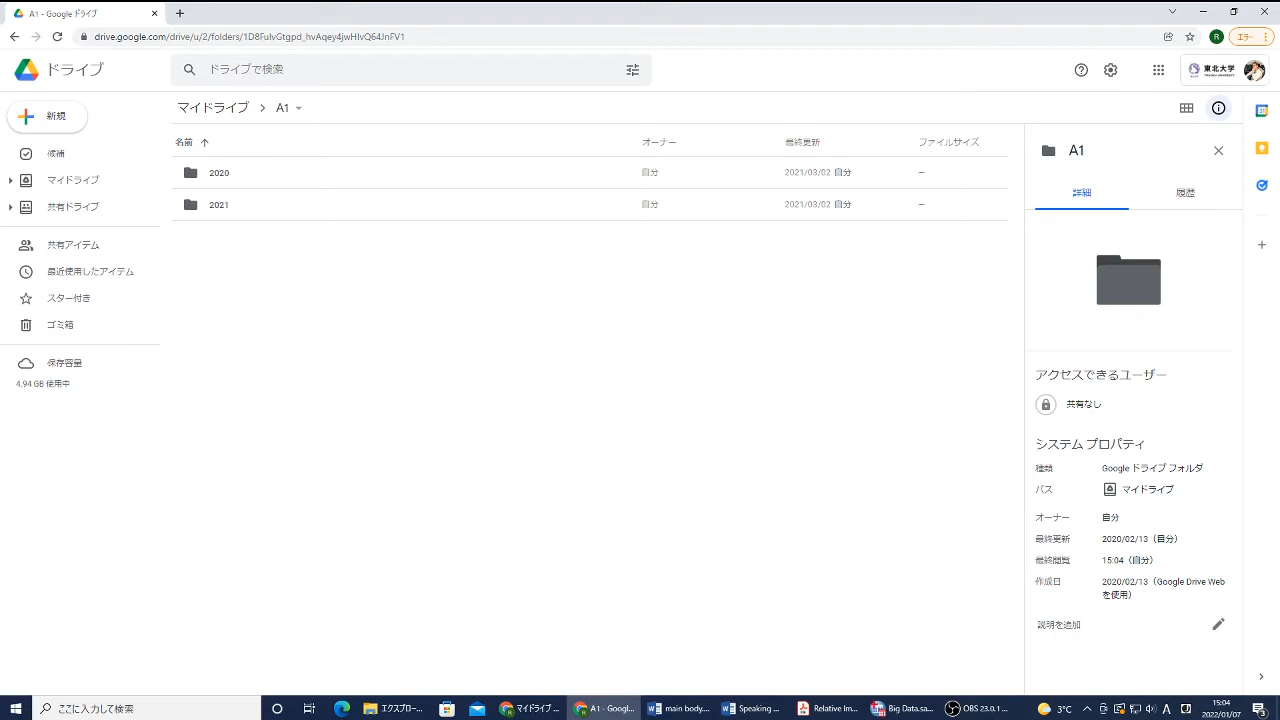 A1 - Google ドライブ
drive.google.com/drive/u/2/folders/1D8FuIvGtgpd_hvAqey4jwHIvQ64JnFV1
R
エラー
ドライブ
ドライブで検索
東北大学
TOHOKU UNIVERSITY
新規
候補
マイドライブ
共有ドライブ
共有アイテム
最近使用したアイテム
スター付き
ゴミ箱
保存容量
4.94 GB 使用中
マイドライブ
A1
名前
オーナー
最終更新
ファイルサイズ
2020
自分
2021/03/02 自分
–
2021
自分
2021/03/02 自分
–
A1
詳細
履歴
アクセスできるユーザー
共有なし
システム プロパティ
種類
Google ドライブ フォルダ
パス
マイドライブ
オーナー
自分
最終更新
2020/02/13（自分）
最終閲覧
15:04（自分）
作成日
2020/02/13（Google Drive Web
を使用）
説明を追加
31
ここに入力して検索
エクスプロー...
マイドライブ ...
A1 - Googl...
main body...
Speaking ...
Relative Im...
Big Data.sa...
OBS 23.0.1 ...
3°C
A
15:04
2022/01/07